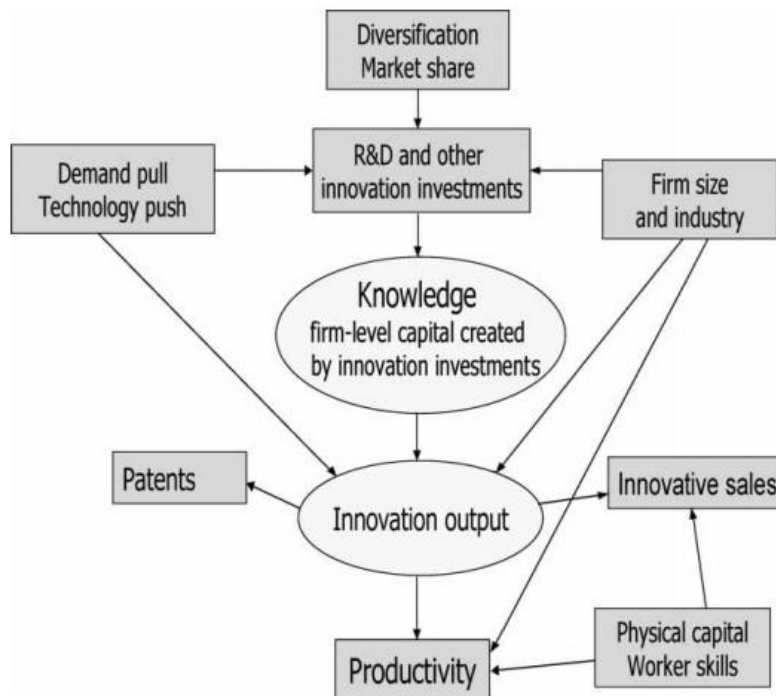 Diversification
Market share
R&D and other
innovation investments
Demand pull
Technology push
Firm size
and industry
Knowledge
firm-level capital created
by innovation investments
Patents
Innovation output
Innovative sales
Productivity
Physical capital
Worker skills